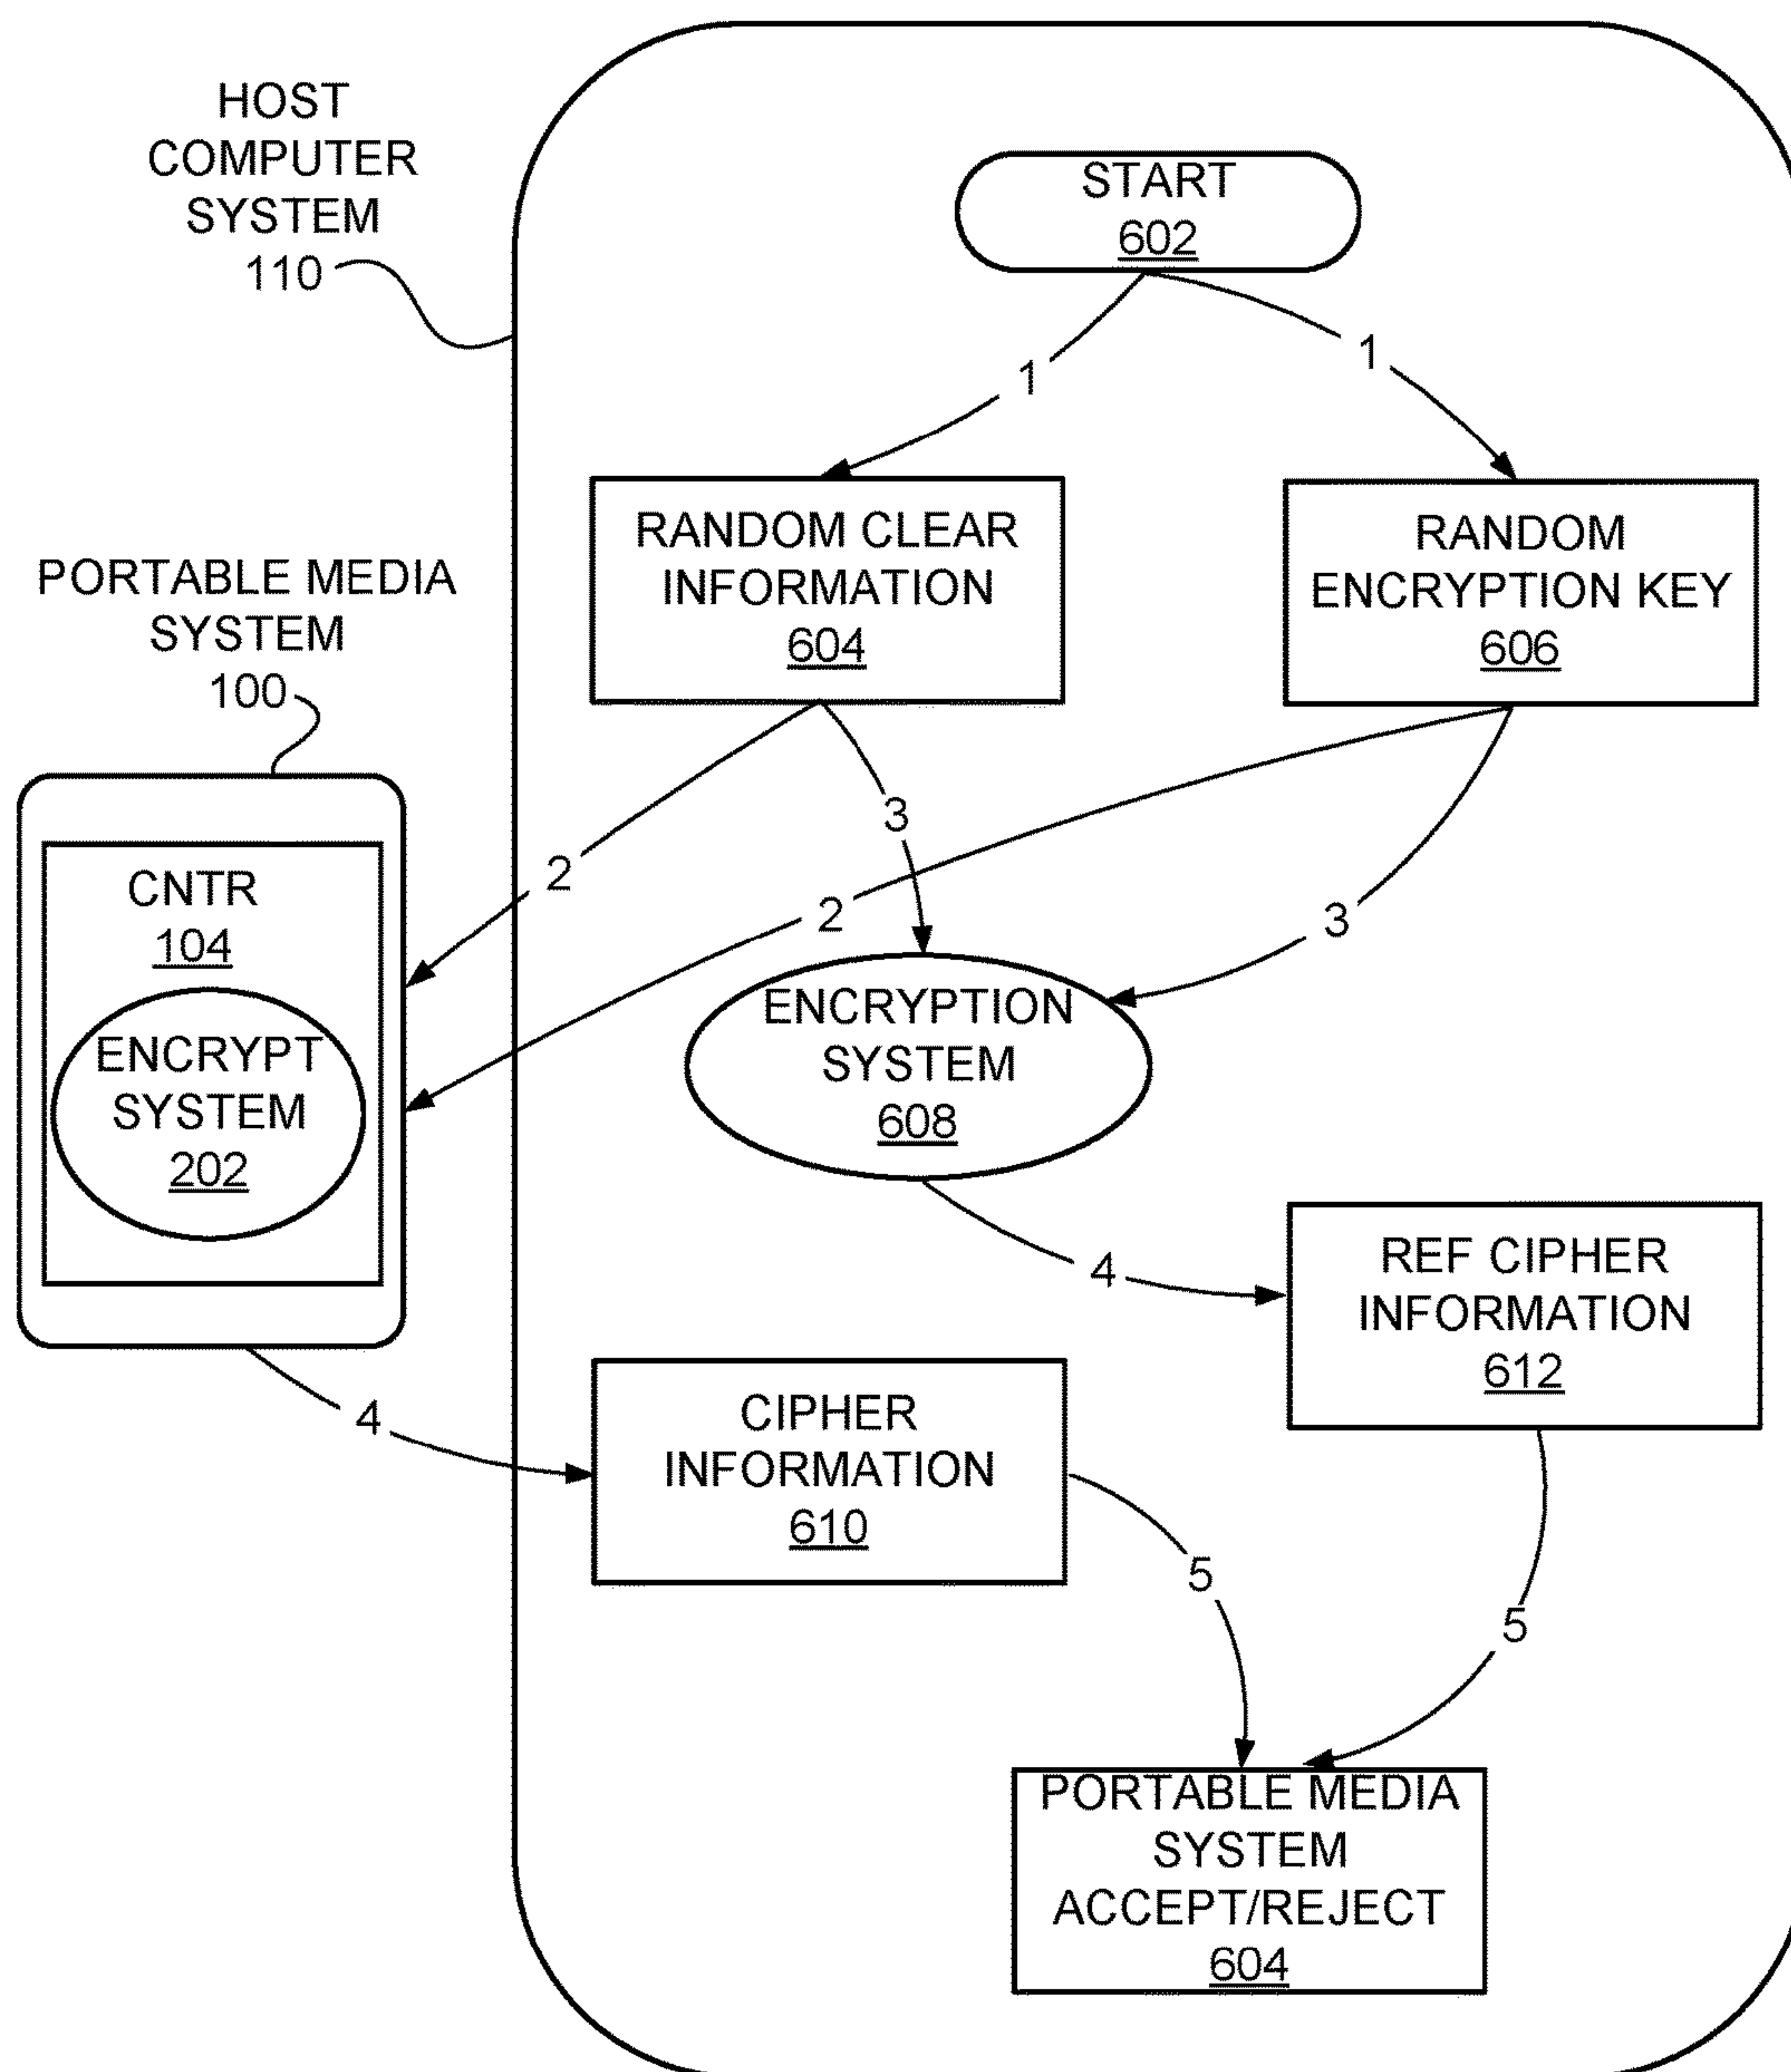 HOST
COMPUTER
SYSTEM
110
START
602
1
1
RANDOM CLEAR
INFORMATION
604
RANDOM
ENCRYPTION KEY
606
PORTABLE MEDIA
SYSTEM
100
CNTR
104
ENCRYPT
SYSTEM
202
2
3
2
3
ENCRYPTION
SYSTEM
608
4
REF CIPHER
INFORMATION
612
4
CIPHER
INFORMATION
610
5
5
PORTABLE MEDIA
SYSTEM
ACCEPT/REJECT
604